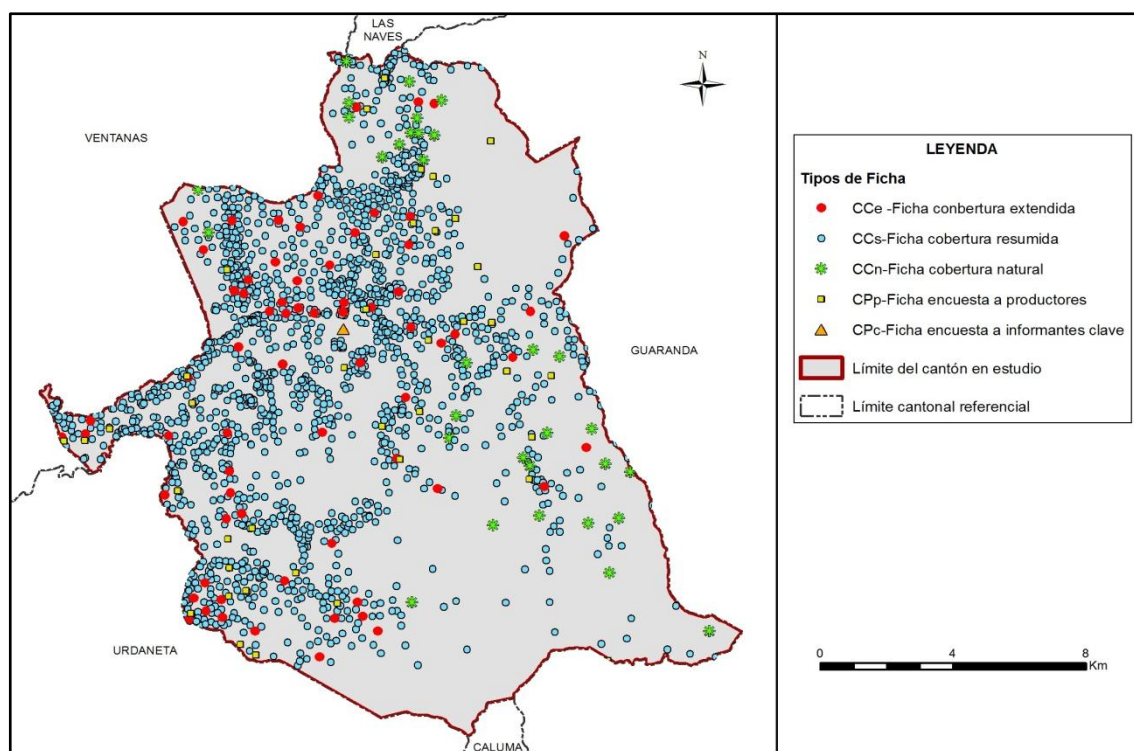 LAS
NAVES
N
VENTANAS
GUARANDA
URDANETA
CALUMA
LEYENDA
Tipos de Ficha
CCe -Ficha conbertura extendida
CCs-Ficha cobertura resumida
CCn-Ficha cobertura natural
CPp-Ficha encuesta a productores
CPc-Ficha encuesta a informantes clave
Límite del cantón en estudio
Límite cantonal referencial
0 4 8
Km